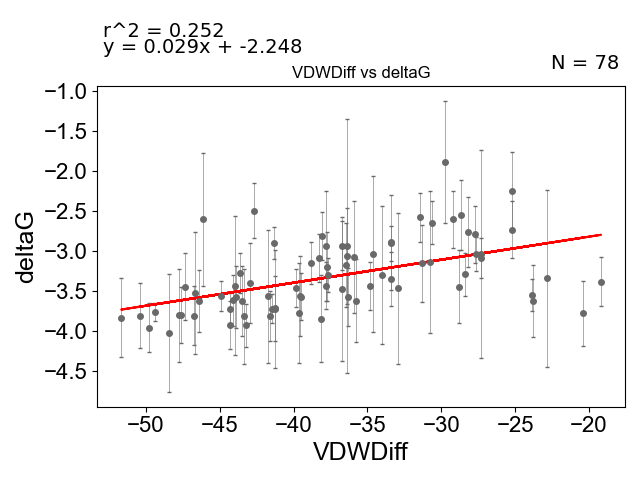 r^2 = 0.252
y = 0.029x + -2.248
N = 78
VDWDiff vs deltaG
−1.0
−1.5
−2.0
−2.5
−3.0
−3.5
−4.0
−4.5
deltaG
−50 −45 −40 −35 −30 −25 −20
VDWDiff